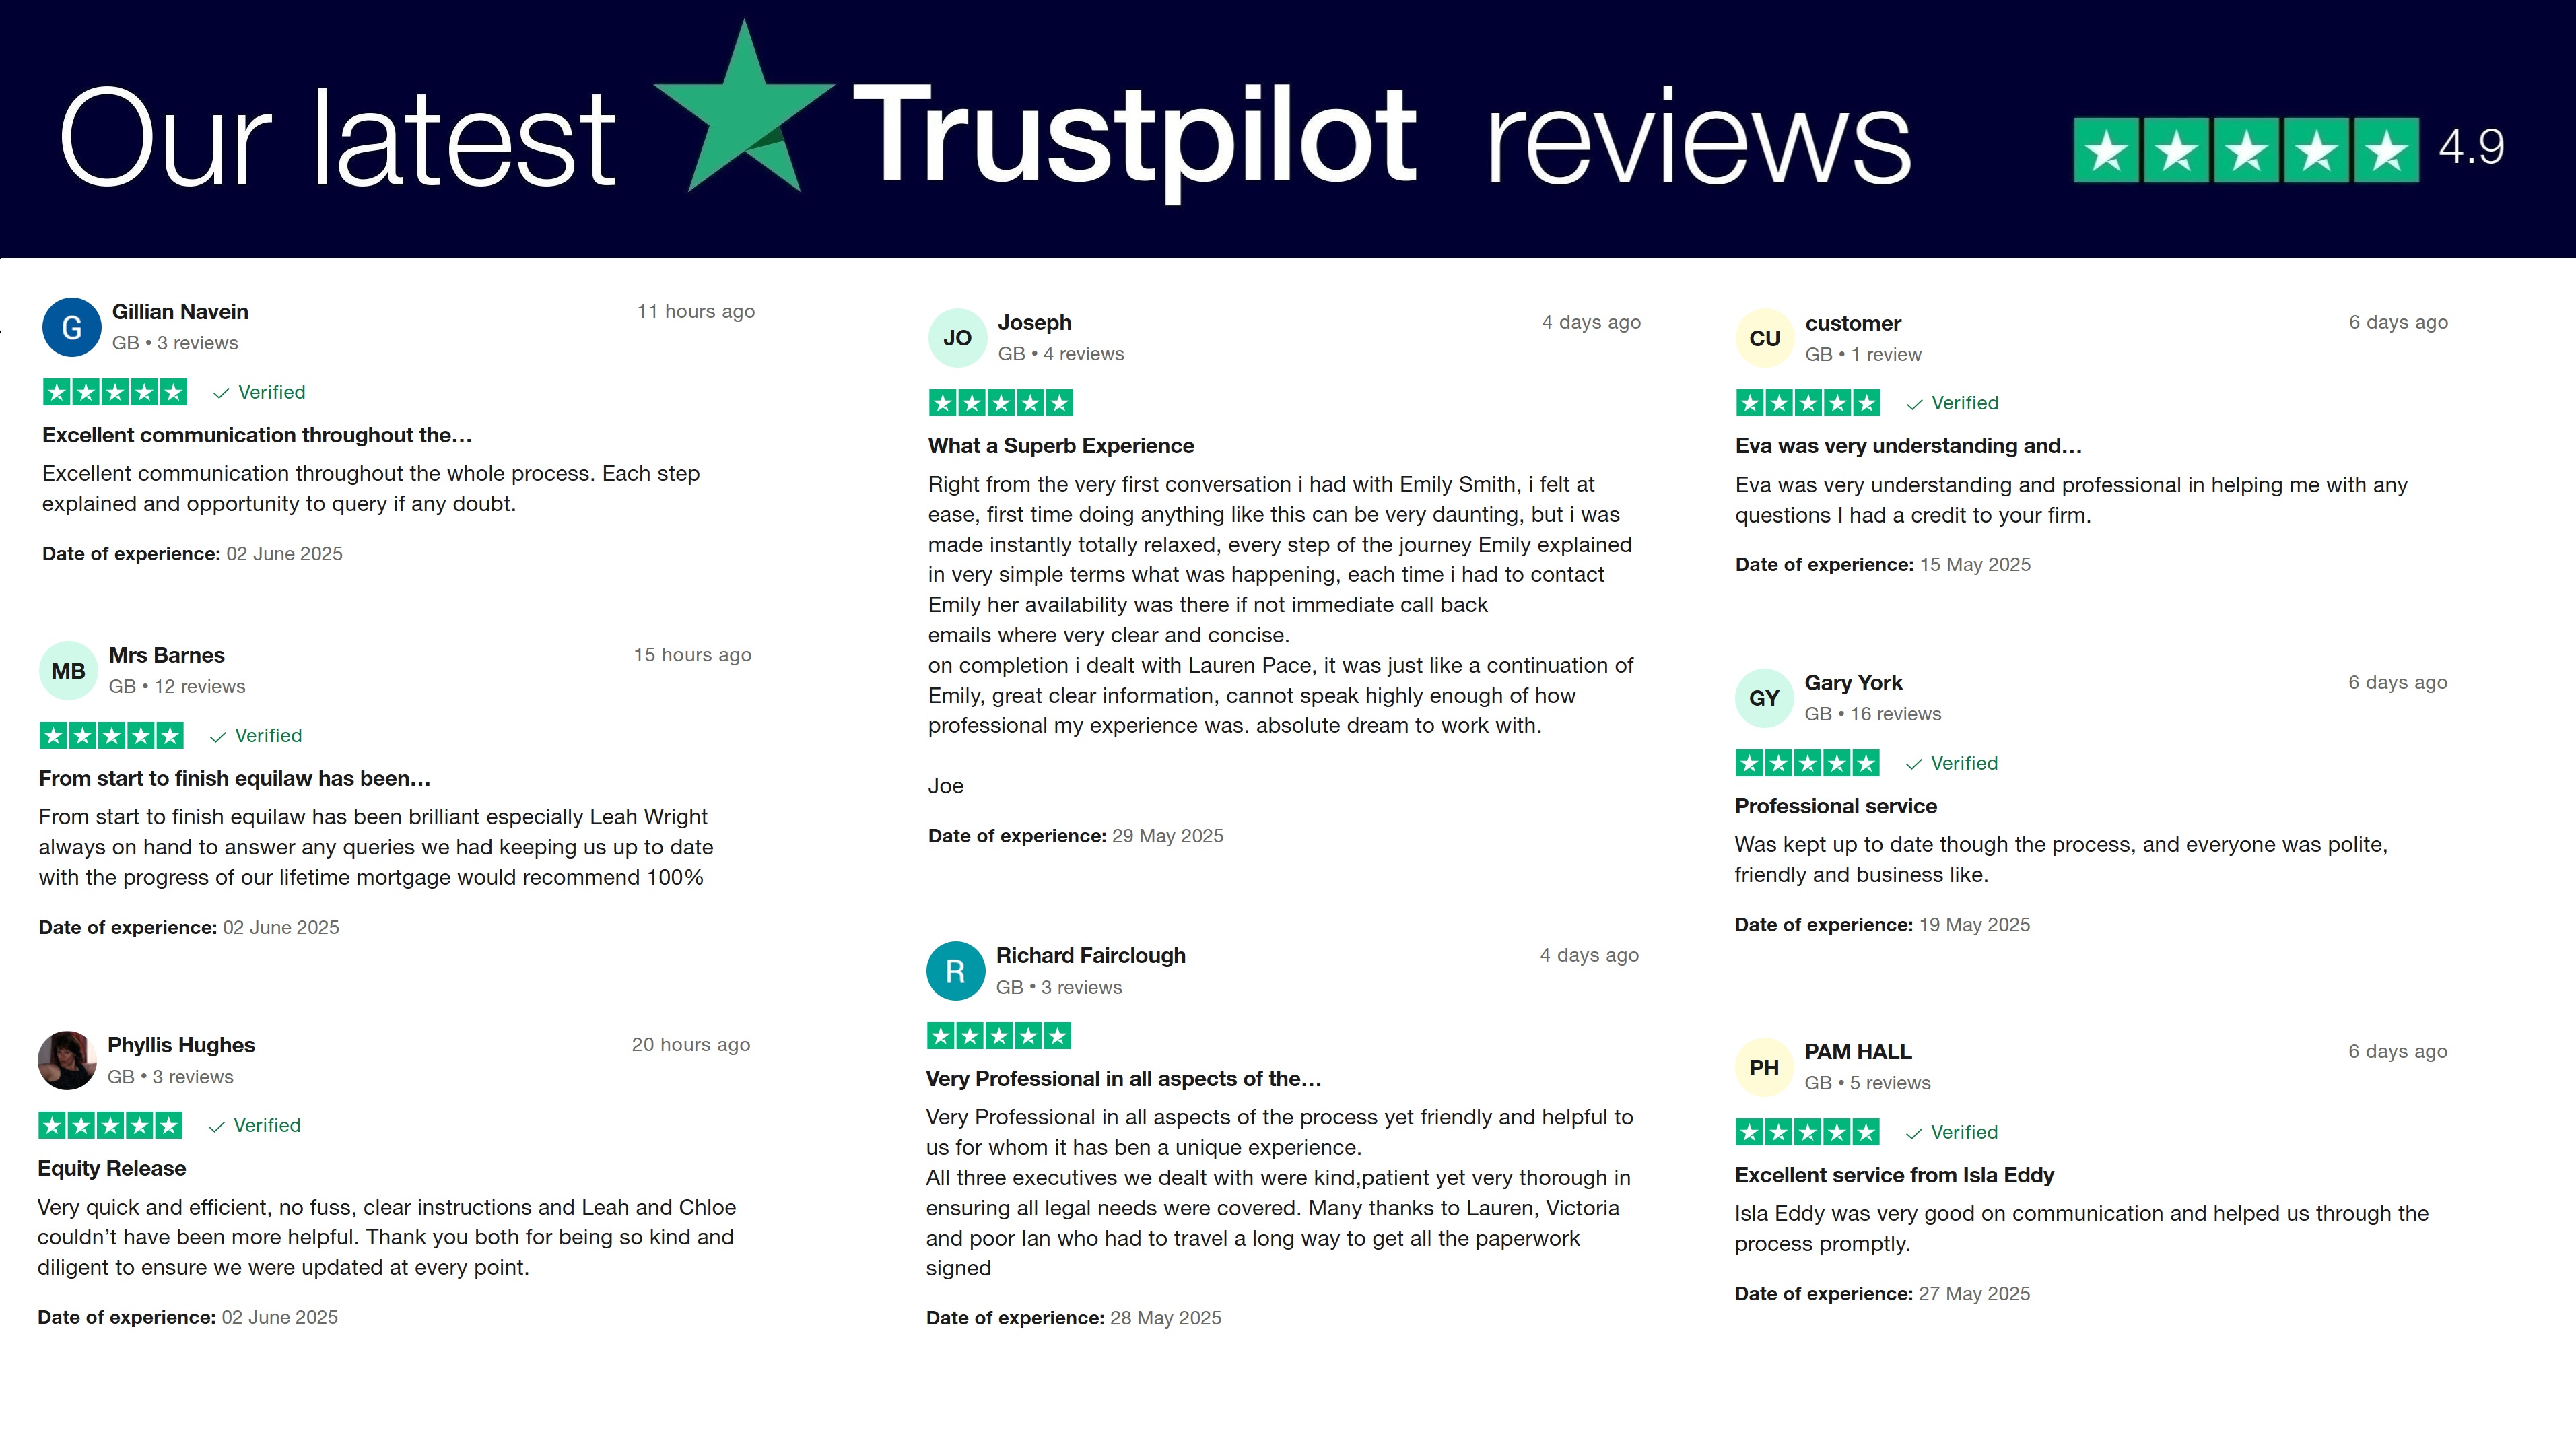 Our latest Trustpilot reviews 4.9
G
Gillian Navein
11 hours ago
GB • 3 reviews
Verified
Excellent communication throughout the…
Excellent communication throughout the whole process. Each step
explained and opportunity to query if any doubt.
Date of experience: 02 June 2025
MB
Mrs Barnes
15 hours ago
GB • 12 reviews
Verified
From start to finish equilaw has been…
From start to finish equilaw has been brilliant especially Leah Wright
always on hand to answer any queries we had keeping us up to date
with the progress of our lifetime mortgage would recommend 100%
Date of experience: 02 June 2025
Phyllis Hughes
20 hours ago
GB • 3 reviews
Verified
Equity Release
Very quick and efficient, no fuss, clear instructions and Leah and Chloe
couldn’t have been more helpful. Thank you both for being so kind and
diligent to ensure we were updated at every point.
Date of experience: 02 June 2025
JO
Joseph
4 days ago
GB • 4 reviews
What a Superb Experience
Right from the very first conversation i had with Emily Smith, i felt at
ease, first time doing anything like this can be very daunting, but i was
made instantly totally relaxed, every step of the journey Emily explained
in very simple terms what was happening, each time i had to contact
Emily her availability was there if not immediate call back
emails where very clear and concise.
on completion i dealt with Lauren Pace, it was just like a continuation of
Emily, great clear information, cannot speak highly enough of how
professional my experience was. absolute dream to work with.
Joe
Date of experience: 29 May 2025
R
Richard Fairclough
4 days ago
GB • 3 reviews
Very Professional in all aspects of the…
Very Professional in all aspects of the process yet friendly and helpful to
us for whom it has ben a unique experience.
All three executives we dealt with were kind,patient yet very thorough in
ensuring all legal needs were covered. Many thanks to Lauren, Victoria
and poor Ian who had to travel a long way to get all the paperwork
signed
Date of experience: 28 May 2025
CU
customer
6 days ago
GB • 1 review
Verified
Eva was very understanding and…
Eva was very understanding and professional in helping me with any
questions I had a credit to your firm.
Date of experience: 15 May 2025
GY
Gary York
6 days ago
GB • 16 reviews
Verified
Professional service
Was kept up to date though the process, and everyone was polite,
friendly and business like.
Date of experience: 19 May 2025
PH
PAM HALL
6 days ago
GB • 5 reviews
Verified
Excellent service from Isla Eddy
Isla Eddy was very good on communication and helped us through the
process promptly.
Date of experience: 27 May 2025